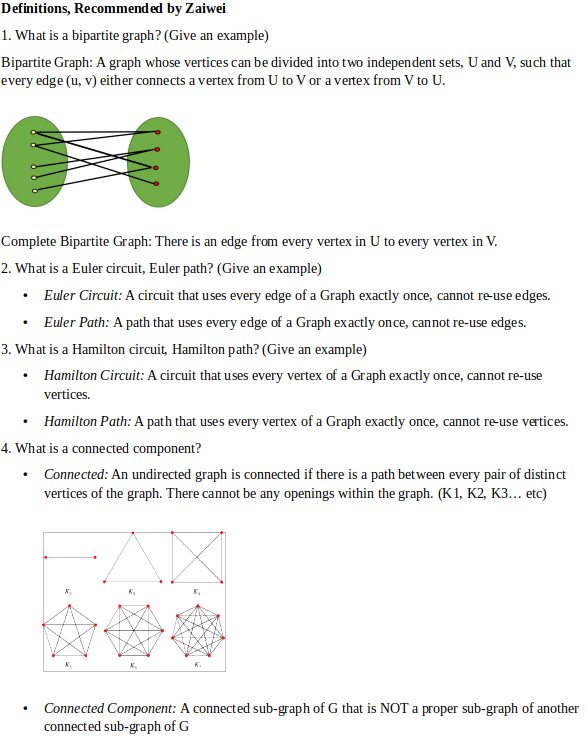 Definitions, Recommended by Zaiwei
1. What is a bipartite graph? (Give an example)
Bipartite Graph: A graph whose vertices can be divided into two independent sets, U and V, such that
every edge (u, v) either connects a vertex from U to V or a vertex from V to U.
Complete Bipartite Graph: There is an edge from every vertex in U to every vertex in V.
2. What is a Euler circuit, Euler path? (Give an example)
• Euler Circuit: A circuit that uses every edge of a Graph exactly once, cannot re-use edges.
• Euler Path: A path that uses every edge of a Graph exactly once, cannot re-use edges.
3. What is a Hamilton circuit, Hamilton path? (Give an example)
• Hamilton Circuit: A circuit that uses every vertex of a Graph exactly once, cannot re-use
vertices.
• Hamilton Path: A path that uses every vertex of a Graph exactly once, cannot re-use vertices.
4. What is a connected component?
• Connected: An undirected graph is connected if there is a path between every pair of distinct
vertices of the graph. There cannot be any openings within the graph. (K1, K2, K3… etc)
K₂ K₃ K₄
K₅ K₆ K₇
• Connected Component: A connected sub-graph of G that is NOT a proper sub-graph of another
connected sub-graph of G